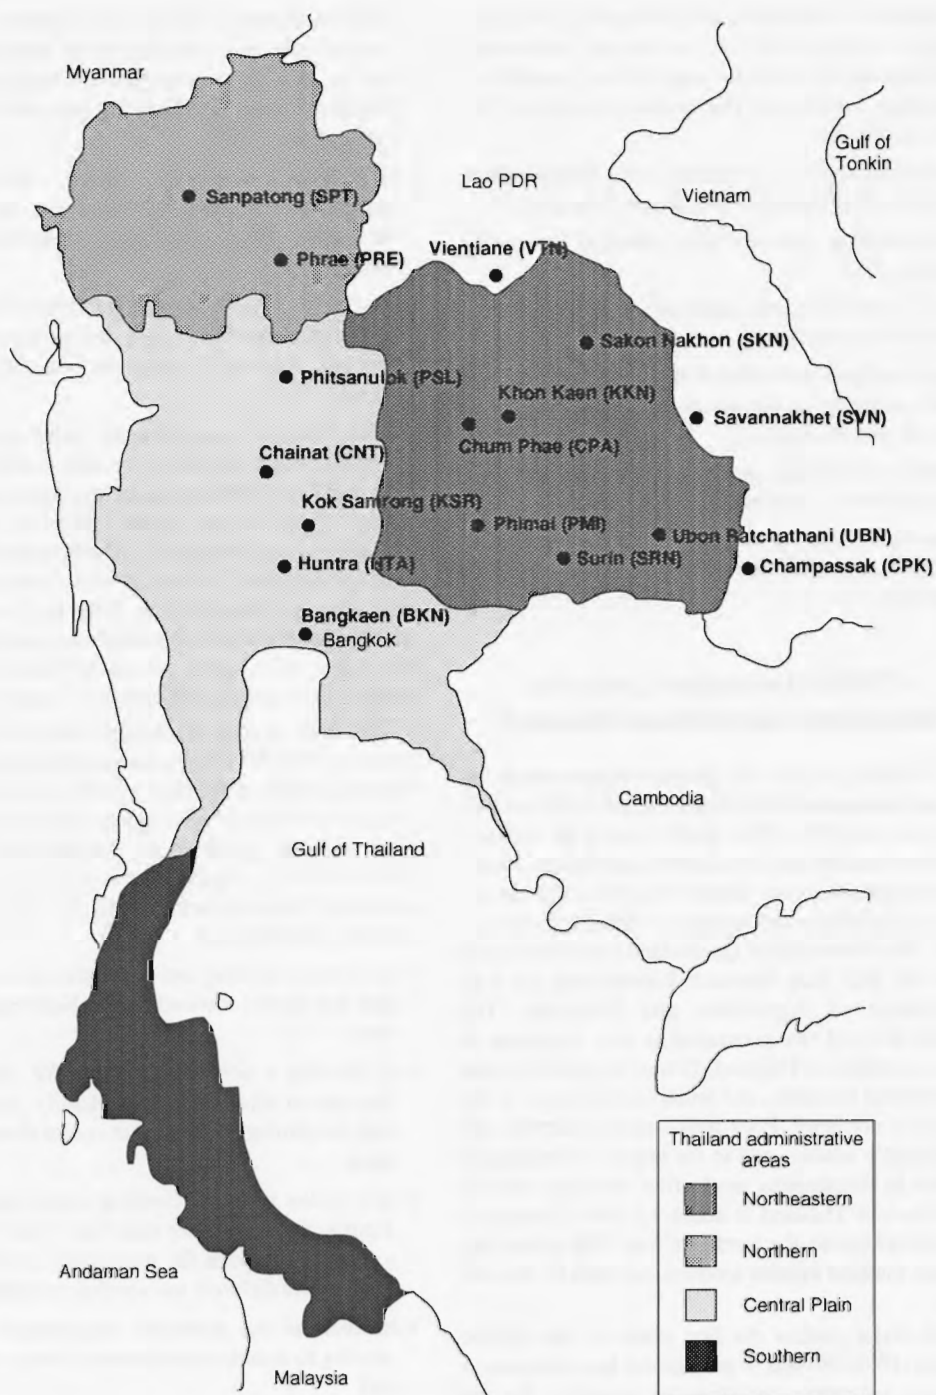 Myanmar
Gulf of
Tonkin
Lao PDR
Vietnam
Sanpatong (SPT)
Vientiane (VTN)
Phrae (PRE)
Sakon Nakhon (SKN)
Phitsanulok (PSL)
Khon Kaen (KKN)
Savannakhet (SVN)
Chum Phae (CPA)
Chainat (CNT)
Kok Samrong (KSR)
Phimai (PMI)
Ubon Ratchathani (UBN)
Huntra (HTA)
Surin (SRN)
Champassak (CPK)
Bangkaen (BKN)
Bangkok
Cambodia
Gulf of Thailand
Thailand administrative
areas
Northeastern
Northern
Andaman Sea
Central Plain
Southern
Malaysia